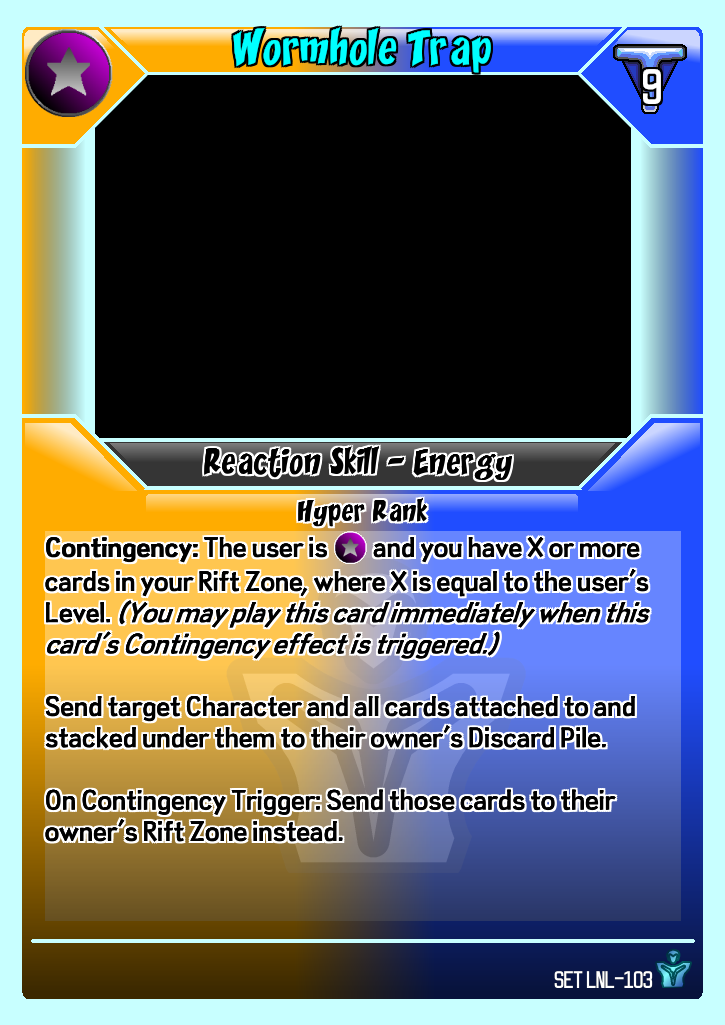 Wormhole Trap
9
Reaction Skill - Energy
Hyper Rank
Contingency: The user is and you have X or more
cards in your Rift Zone, where X is equal to the user's
Level. (You may play this card immediately when this
card's Contingency effect is triggered.)
Send target Character and all cards attached to and
stacked under them to their owner's Discard Pile.
On Contingency Trigger: Send those cards to their
owner's Rift Zone instead.
SET LNL-103